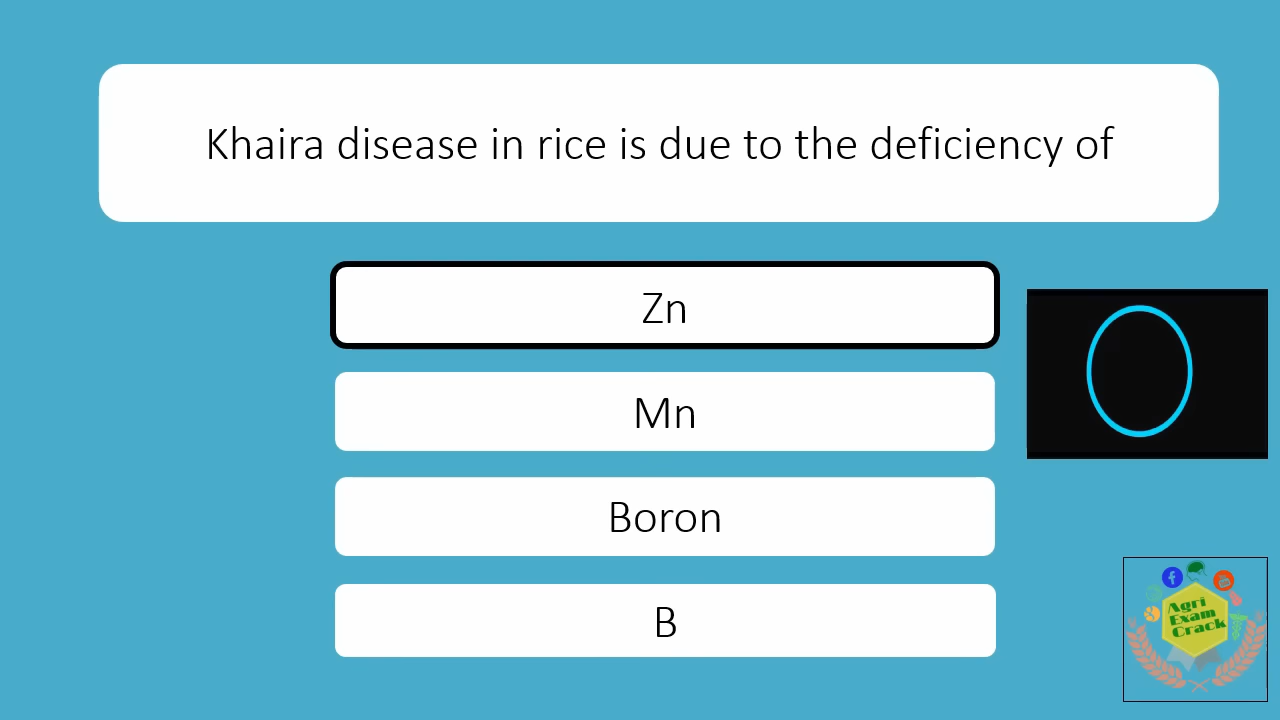 Khaira disease in rice is due to the deficiency of
Zn
Mn
Boron
B
Agri
Exam
Crack